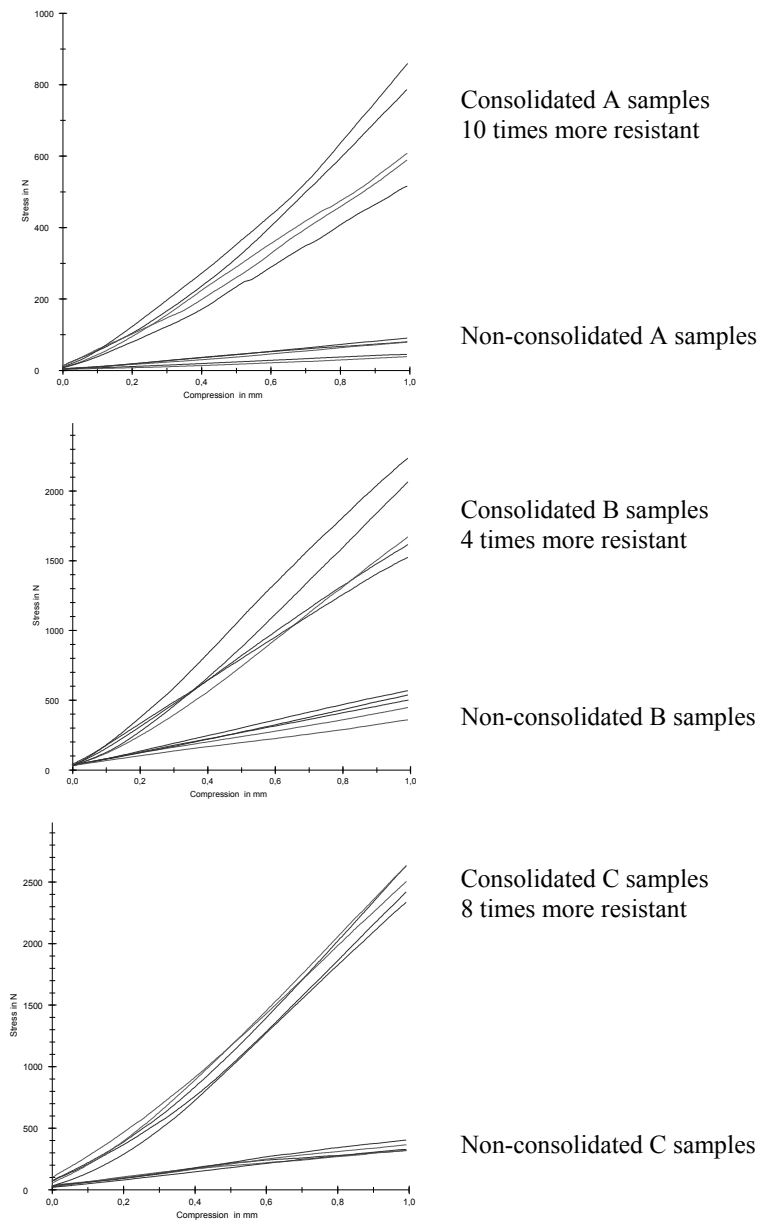 1000
800
600
400
200
0
Stress in N
0,0 0,2 0,4 0,6 0,8 1,0
Compression in mm
Consolidated A samples
10 times more resistant
Non-consolidated A samples
2000
1500
1000
500
0
Stress in N
0,0 0,2 0,4 0,6 0,8 1,0
Compression in mm
Consolidated B samples
4 times more resistant
Non-consolidated B samples
2500
2000
1500
1000
500
0
Stress in N
0,0 0,2 0,4 0,6 0,8 1,0
Compression in mm
Consolidated C samples
8 times more resistant
Non-consolidated C samples